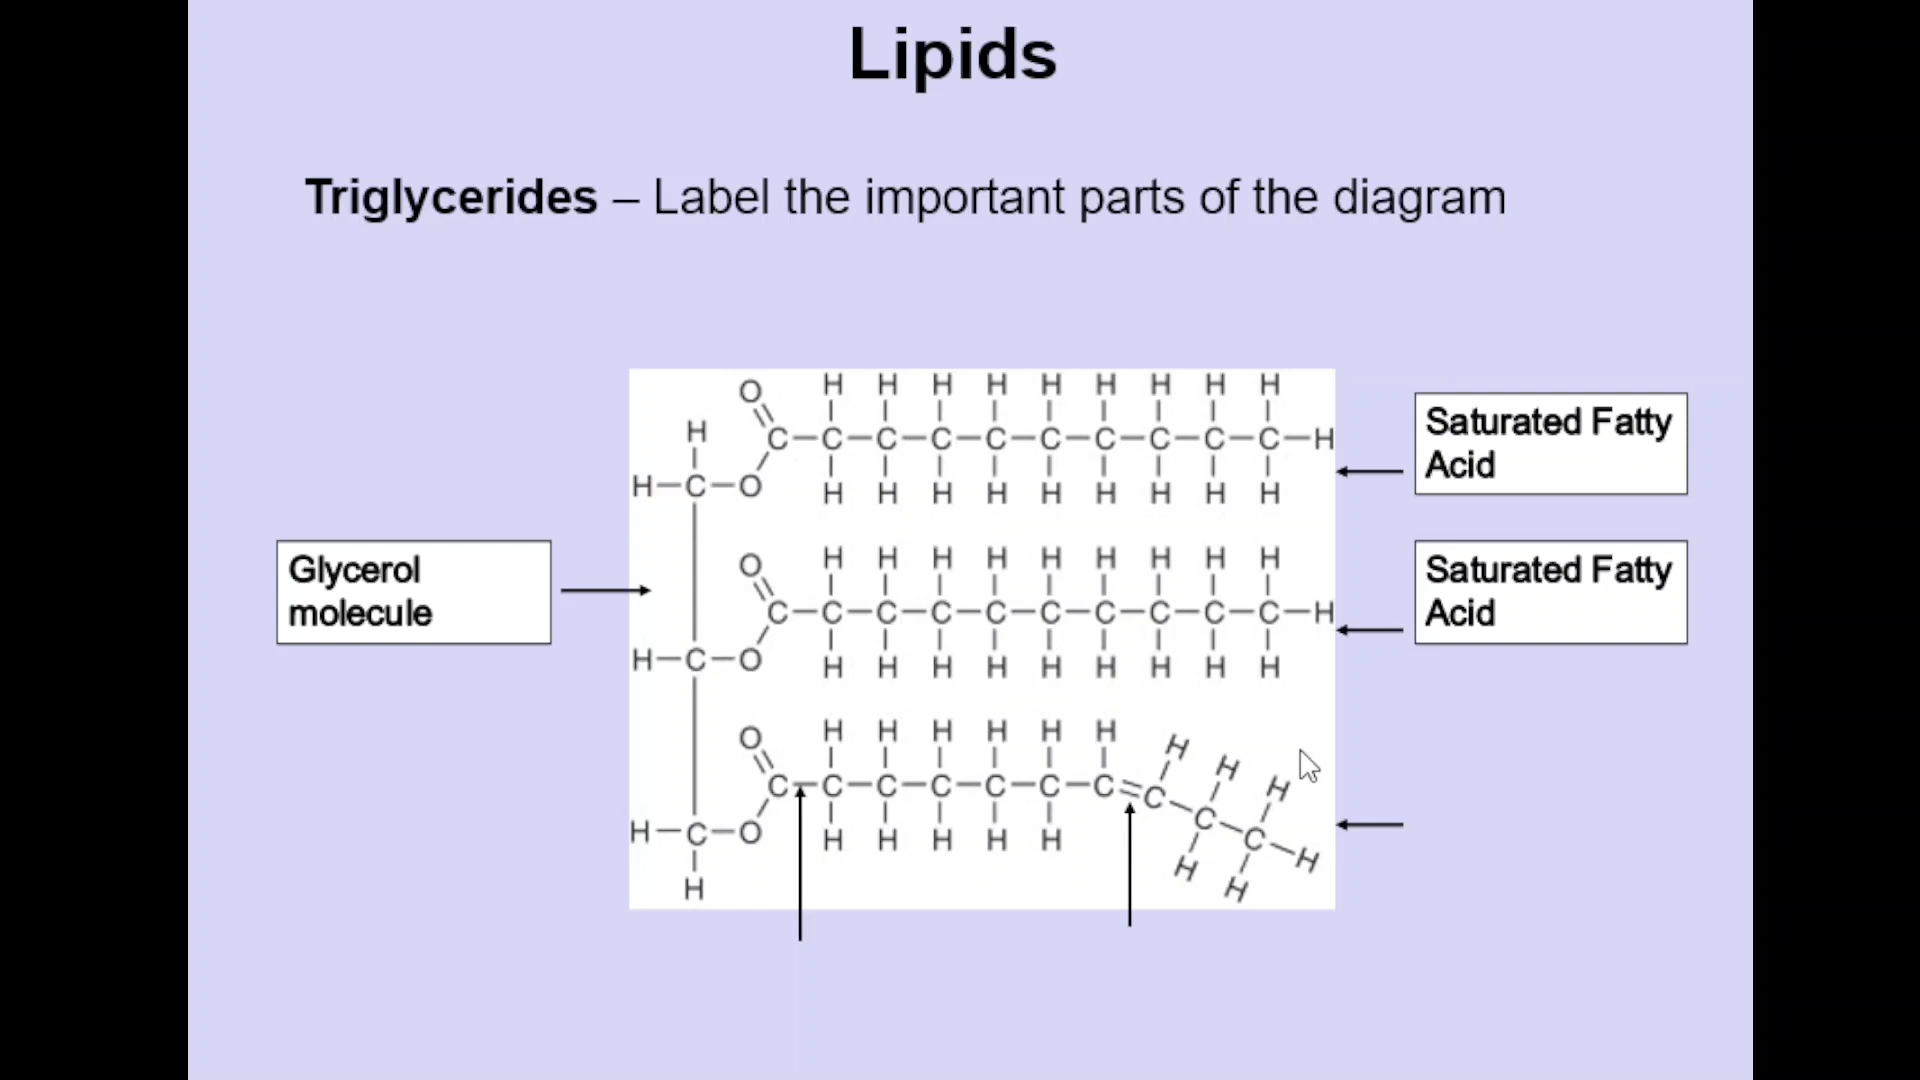 Lipids
Triglycerides – Label the important parts of the diagram
O H H H H H H H H H
H C–C–C–C–C–C–C–C–C–C–H
H–C–O H H H H H H H H H
Saturated Fatty
Acid
Glycerol
molecule
O H H H H H H H H H
C–C–C–C–C–C–C–C–C–C–H
H–C–O H H H H H H H H H
Saturated Fatty
Acid
O H H H H H H H H H
C–C–C–C–C–C–C=C–C–C–H
H–C–O H H H H H H H
H